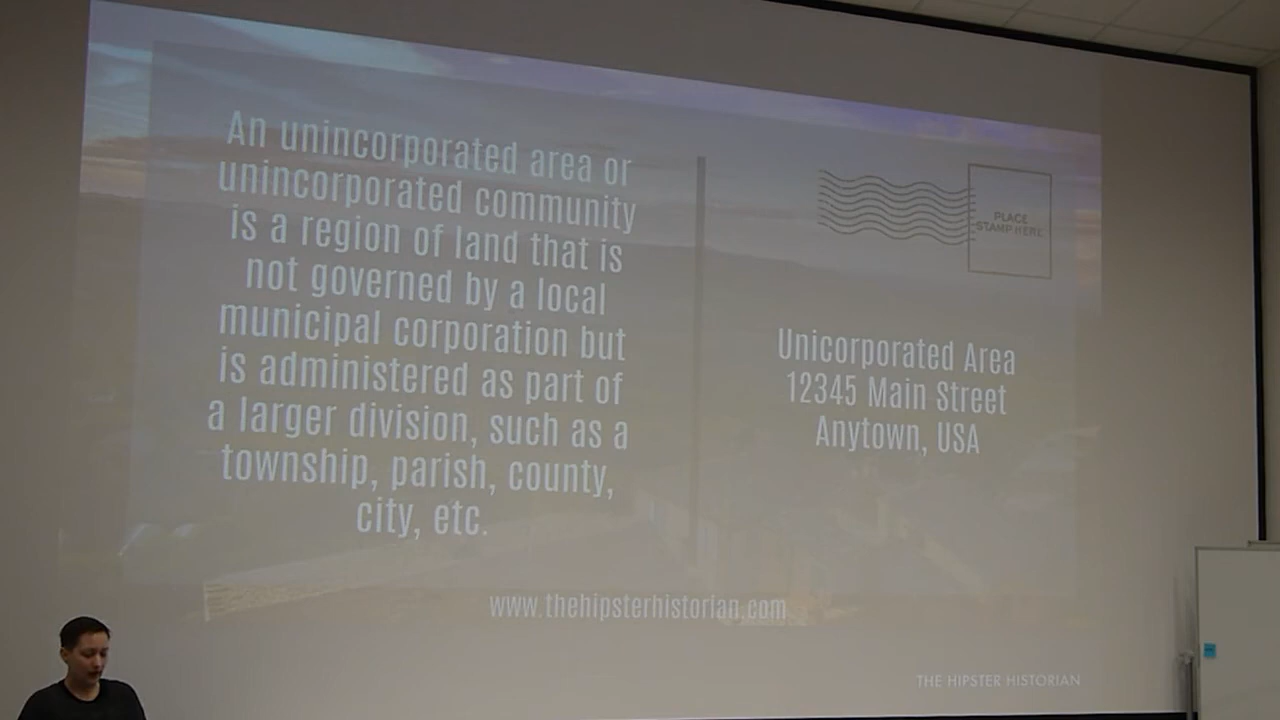 An unincorporated area or
unincorporated community
is a region of land that is
not governed by a local
municipal corporation but
is administered as part of
a larger division, such as a
township, parish, county,
city, etc.
PLACE
STAMP HERE
Unicorporated Area
12345 Main Street
Anytown, USA
www.thehipsterhistorian.com
THE HIPSTER HISTORIAN